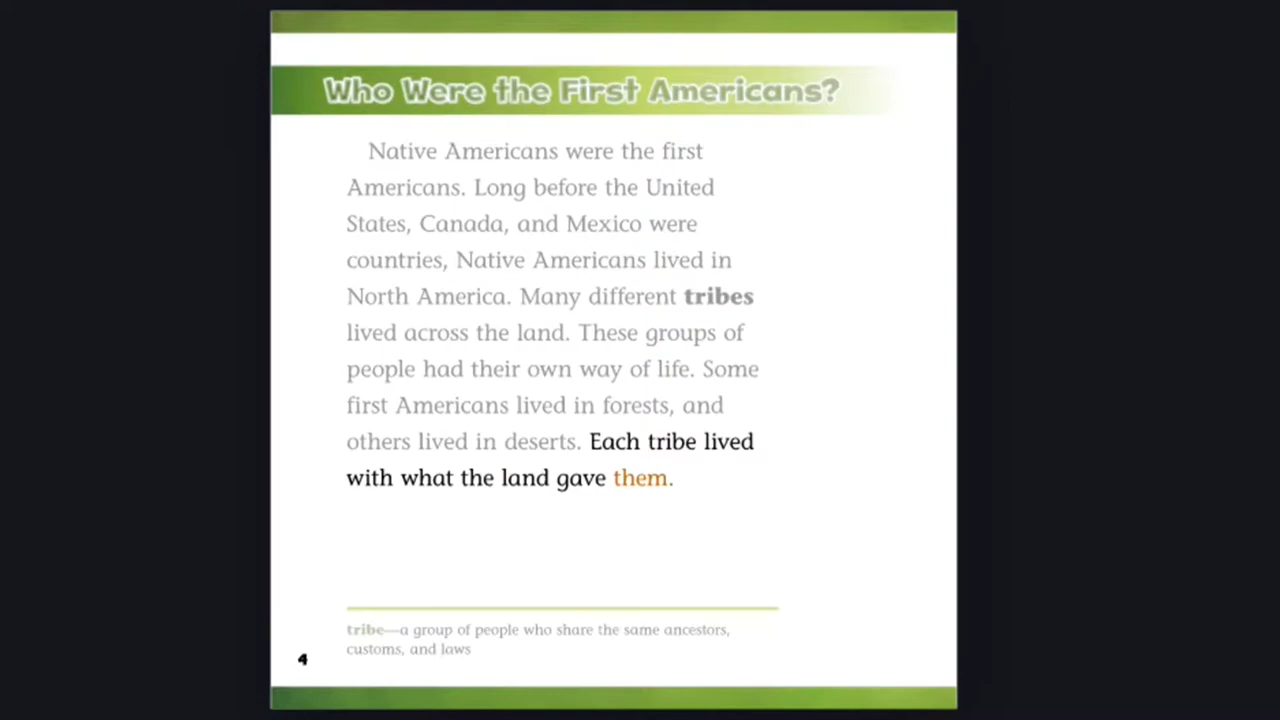 Who Were the First Americans?
Native Americans were the first
Americans. Long before the United
States, Canada, and Mexico were
countries, Native Americans lived in
North America. Many different tribes
lived across the land. These groups of
people had their own way of life. Some
first Americans lived in forests, and
others lived in deserts. Each tribe lived
with what the land gave them.
tribe—a group of people who share the same ancestors,
customs, and laws
4